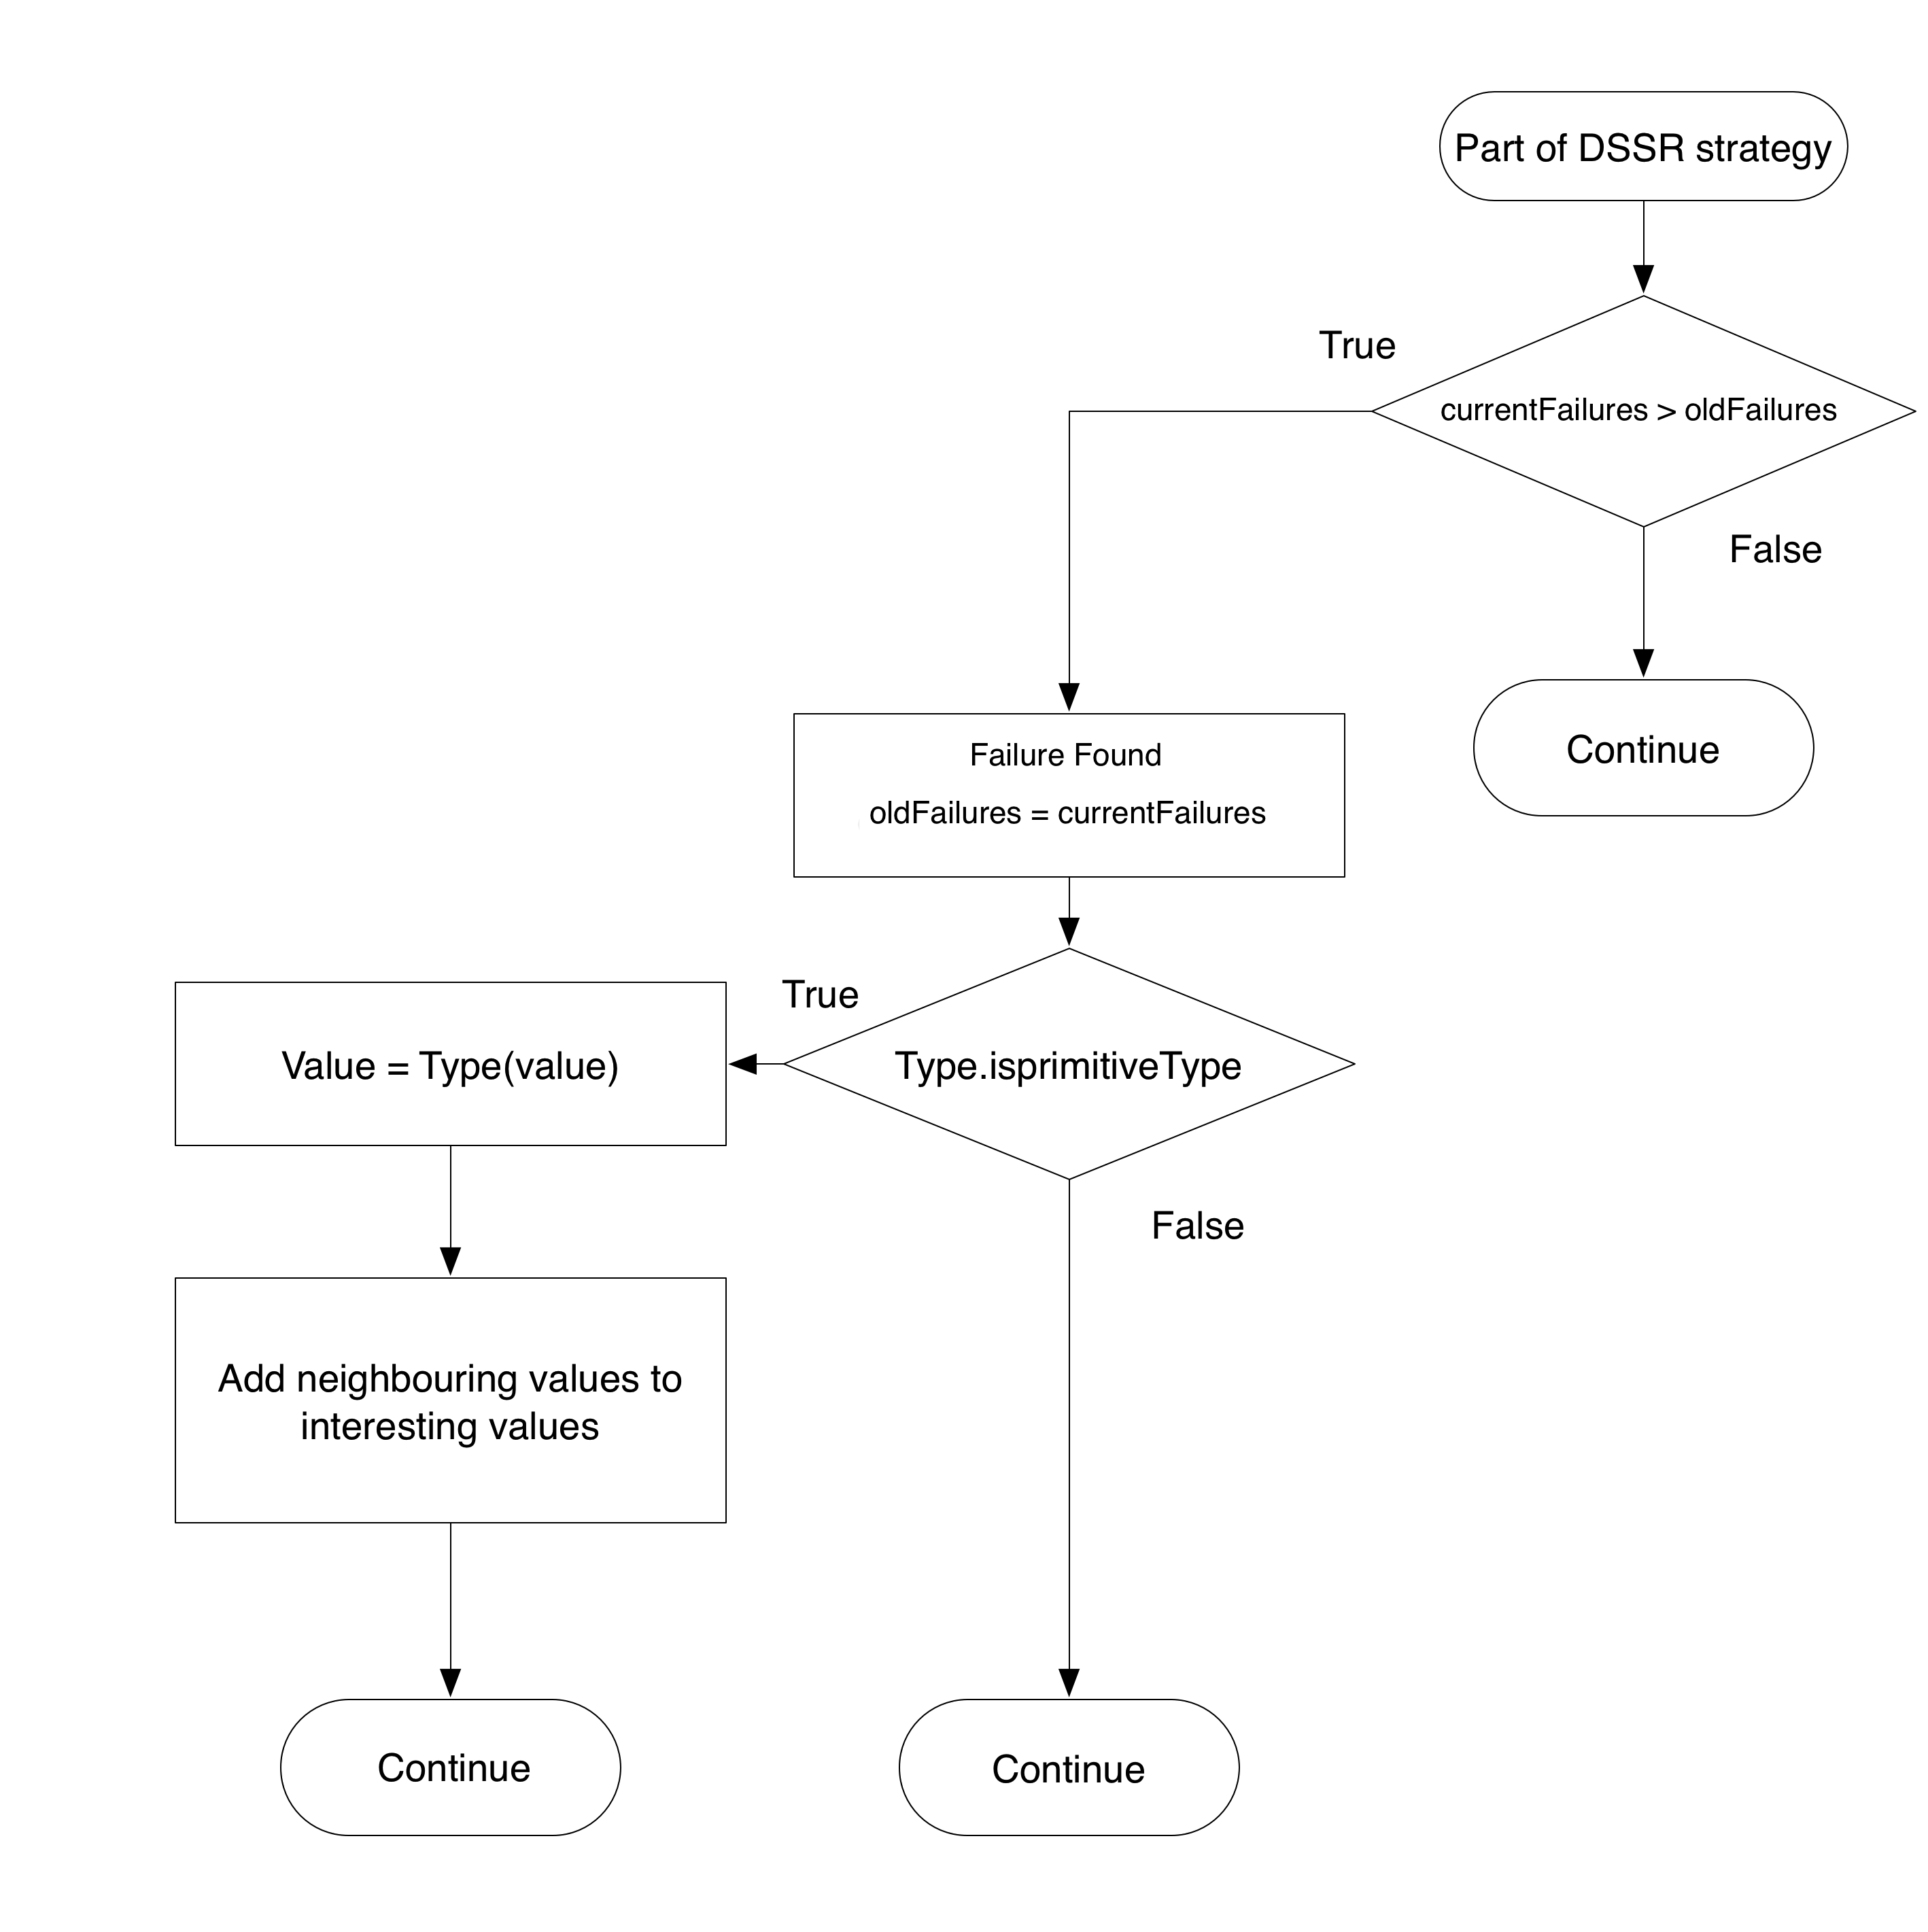 Part of DSSR strategy
True
currentFailures > oldFailures
False
Continue
Failure Found
oldFailures = currentFailures
True
Type.isprimitiveType
Value = Type(value)
False
Add neighbouring values to
interesting values
Continue
Continue